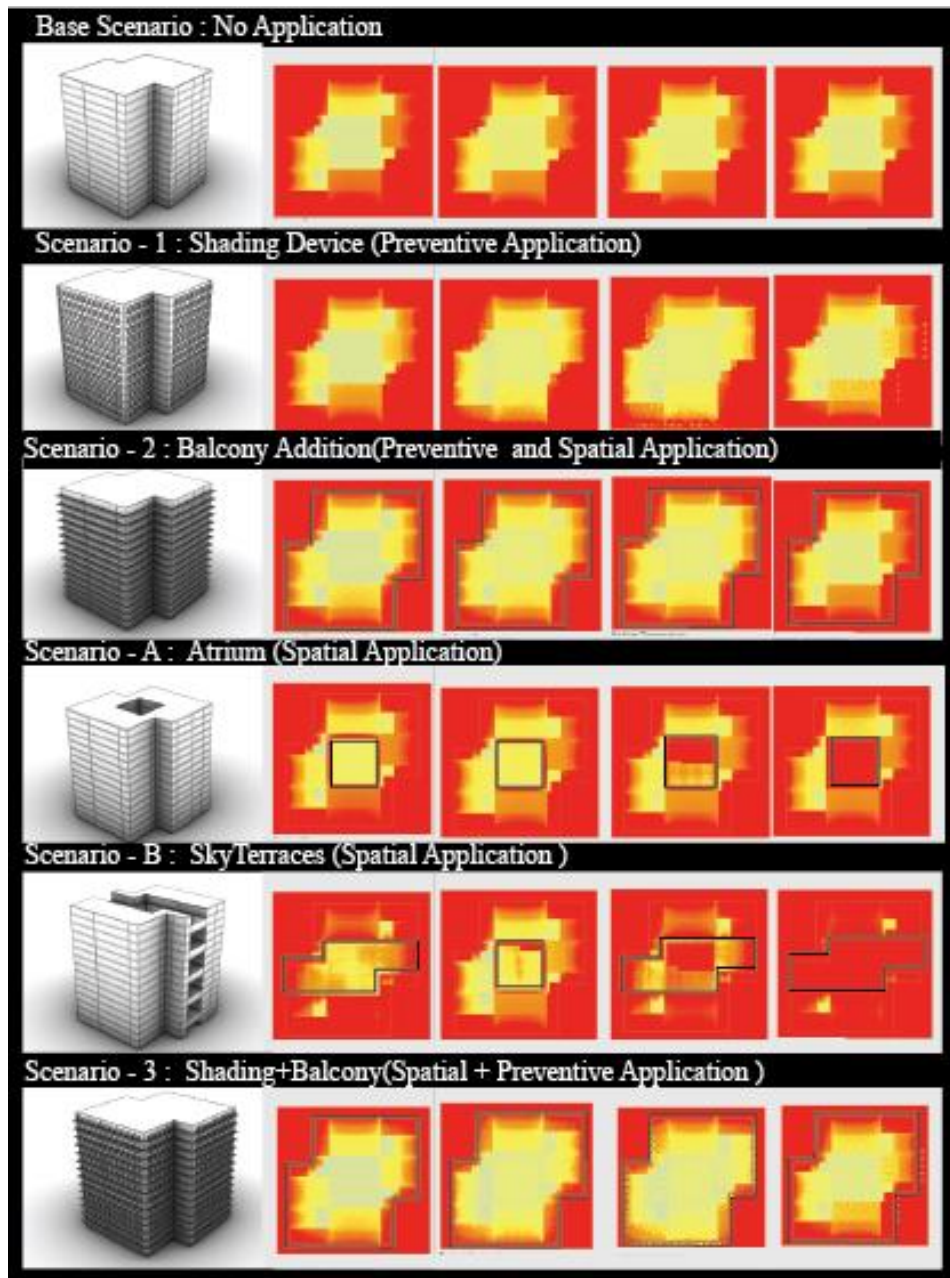 Base Scenario : No Application
Scenario - 1 : Shading Device (Preventive Application)
Scenario - 2 : Balcony Addition(Preventive and Spatial Application)
Scenario - A : Atrium (Spatial Application)
Scenario - B : SkyTerraces (Spatial Application )
Scenario - 3 : Shading+Balcony(Spatial + Preventive Application )